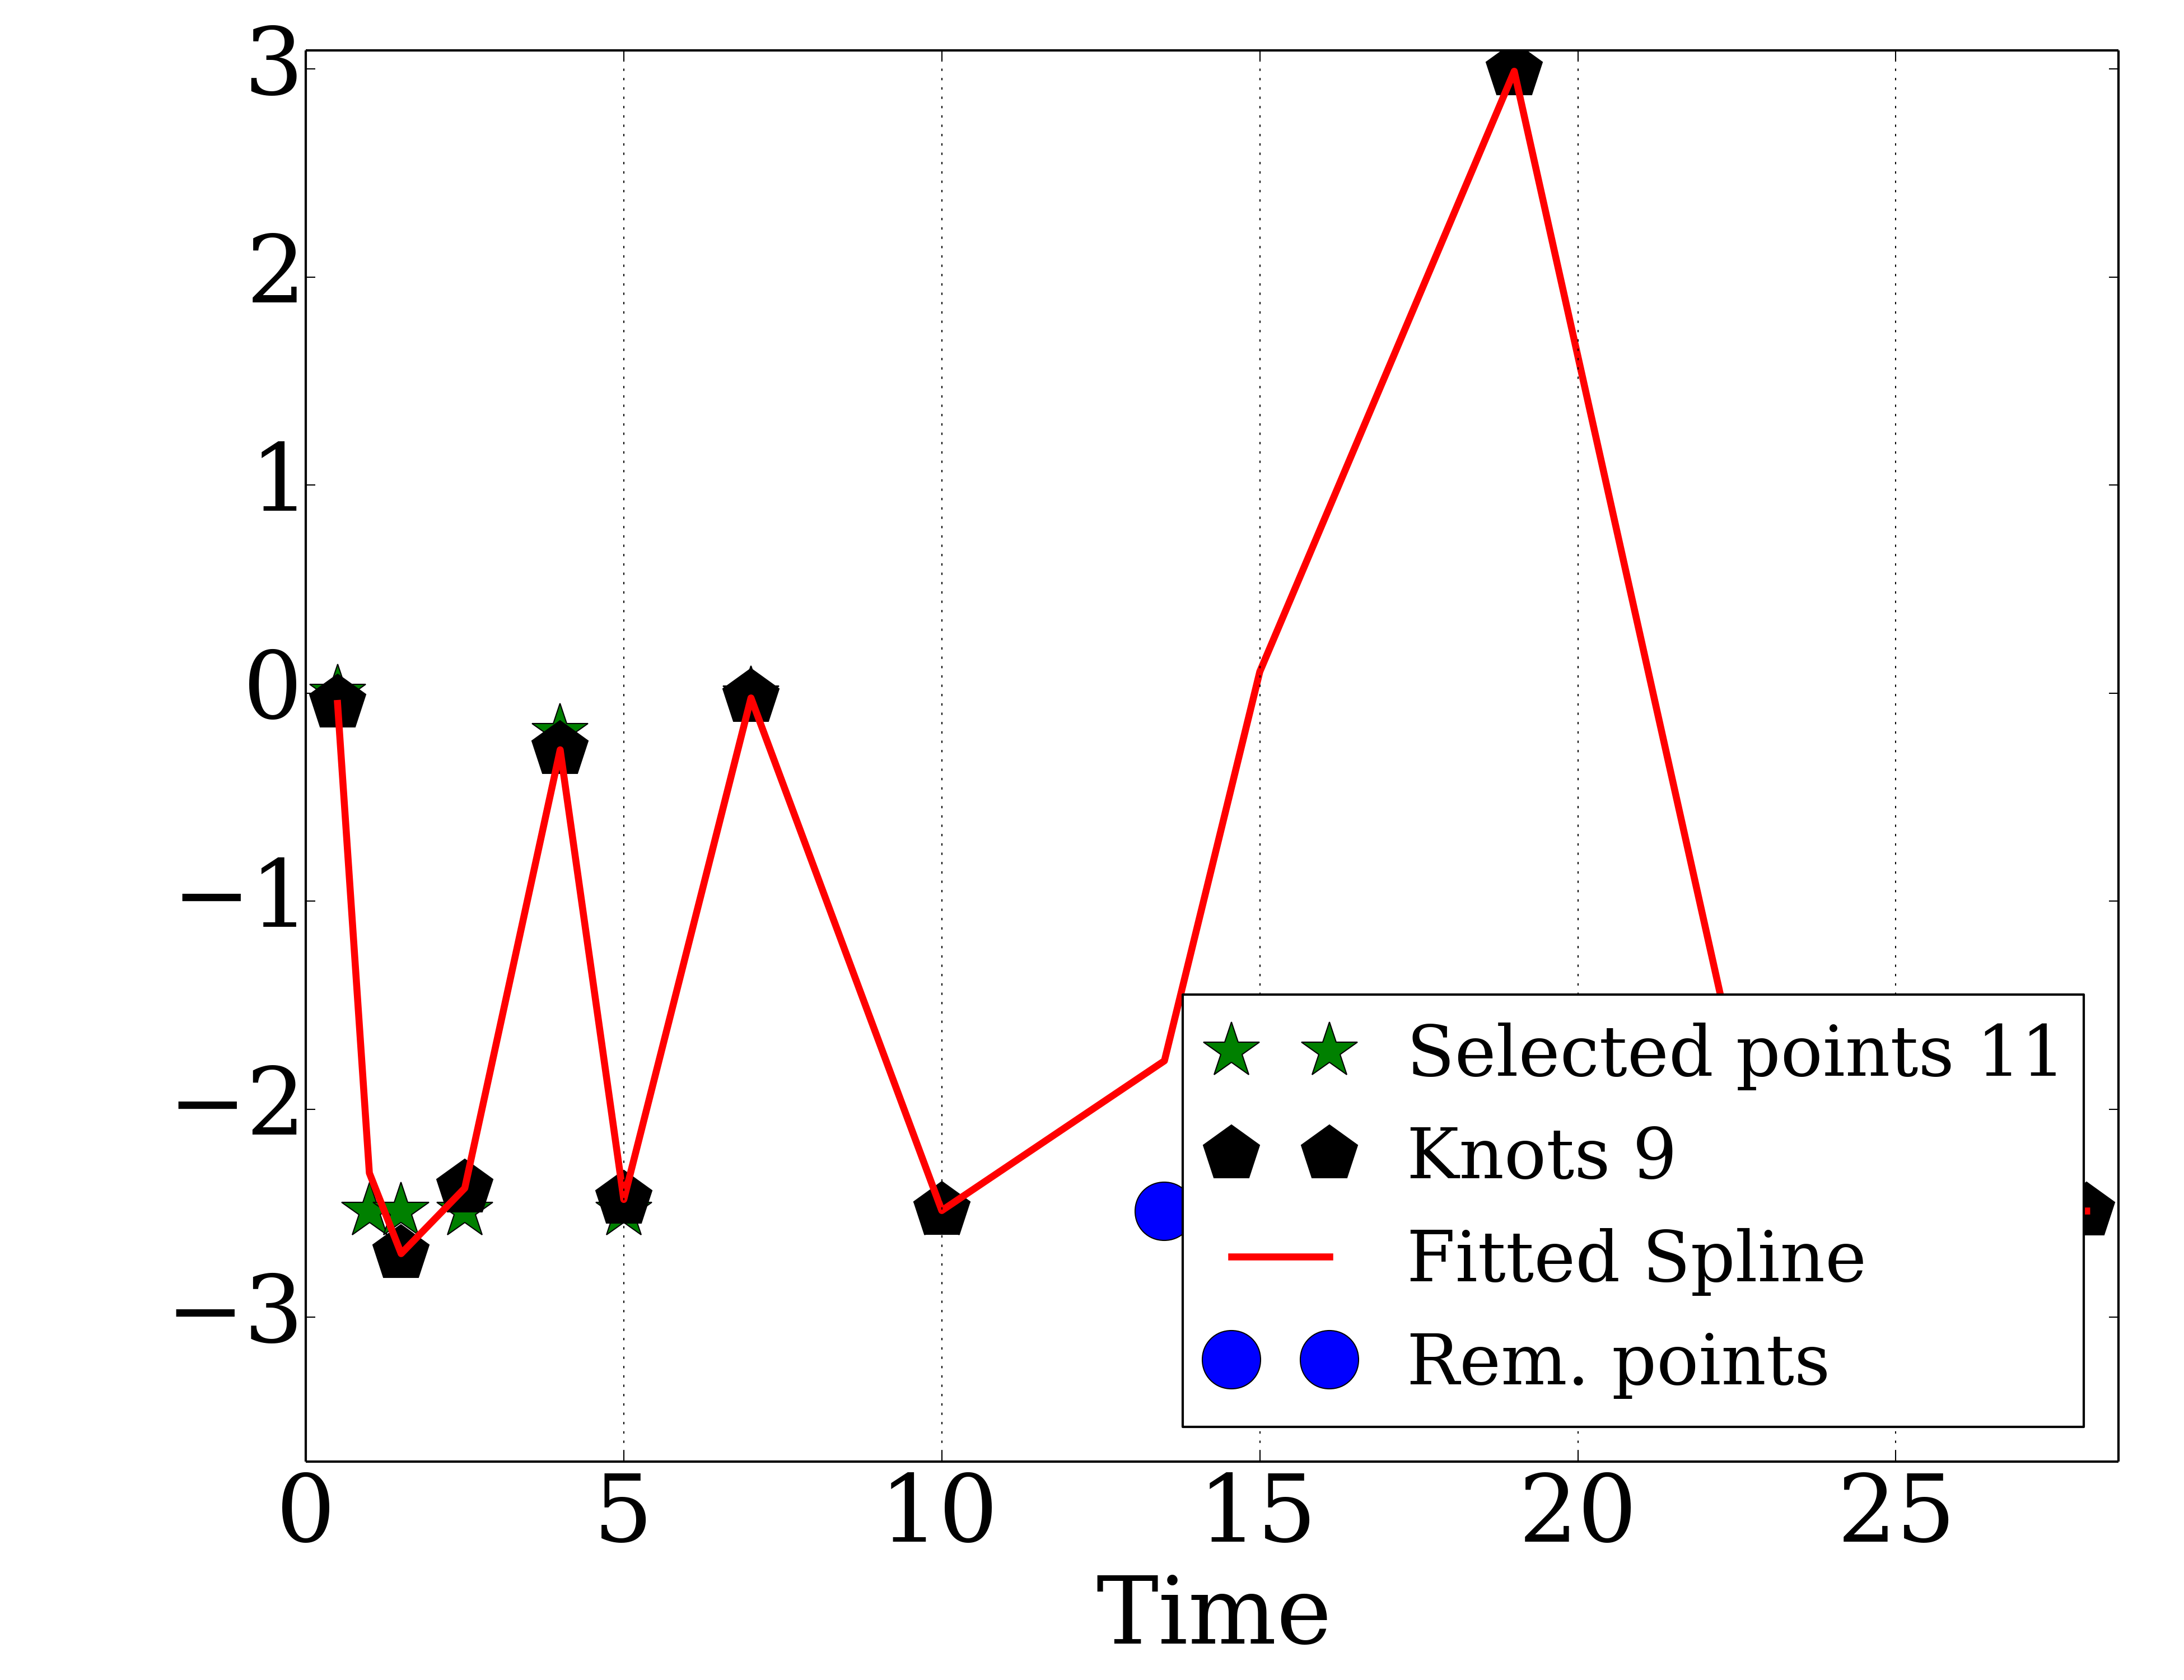 3
2
1
0
−1
−2
−3
Selected points 11
Knots 9
Fitted Spline
Rem. points
0 5 10 15 20 25
Time